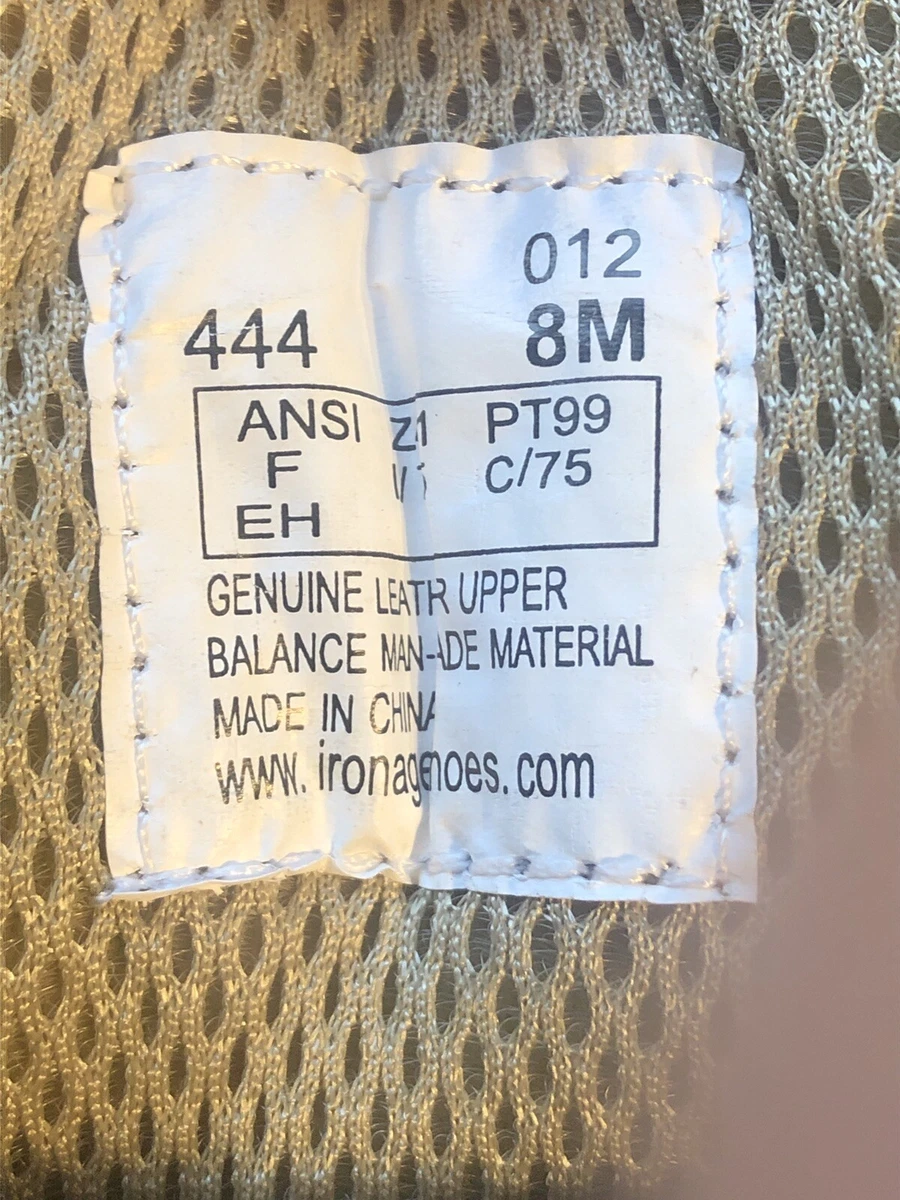 012
444 8M
ANSI Z41 PT99
F C/75
EH
GENUINE LEATR UPPER
BALANCE MAN-ADE MATERIAL
MADE IN CHINA
www.ironagenoes.com